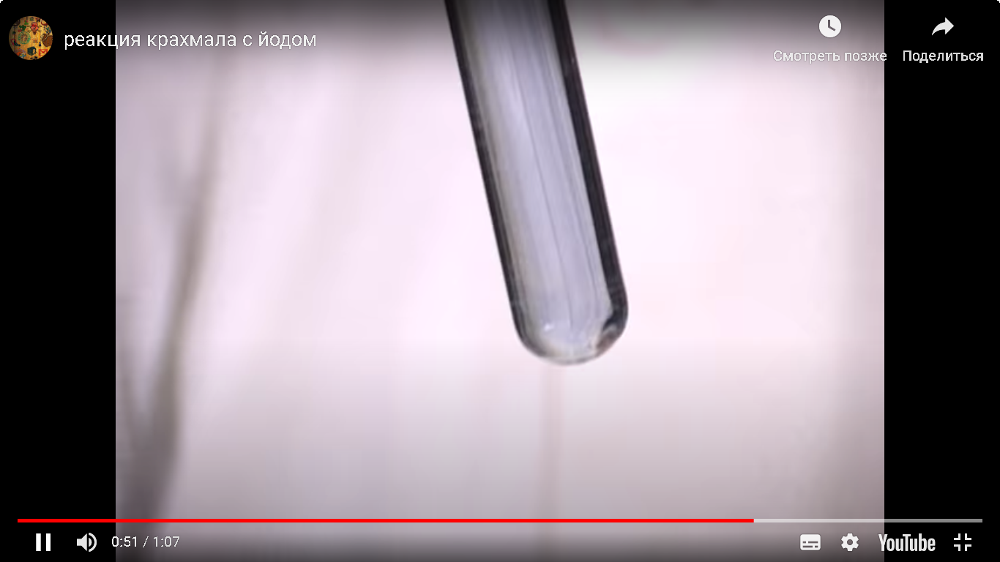 реакция крахмала с йодом
Смотреть позже
Поделиться
0:51 / 1:07
YouTube